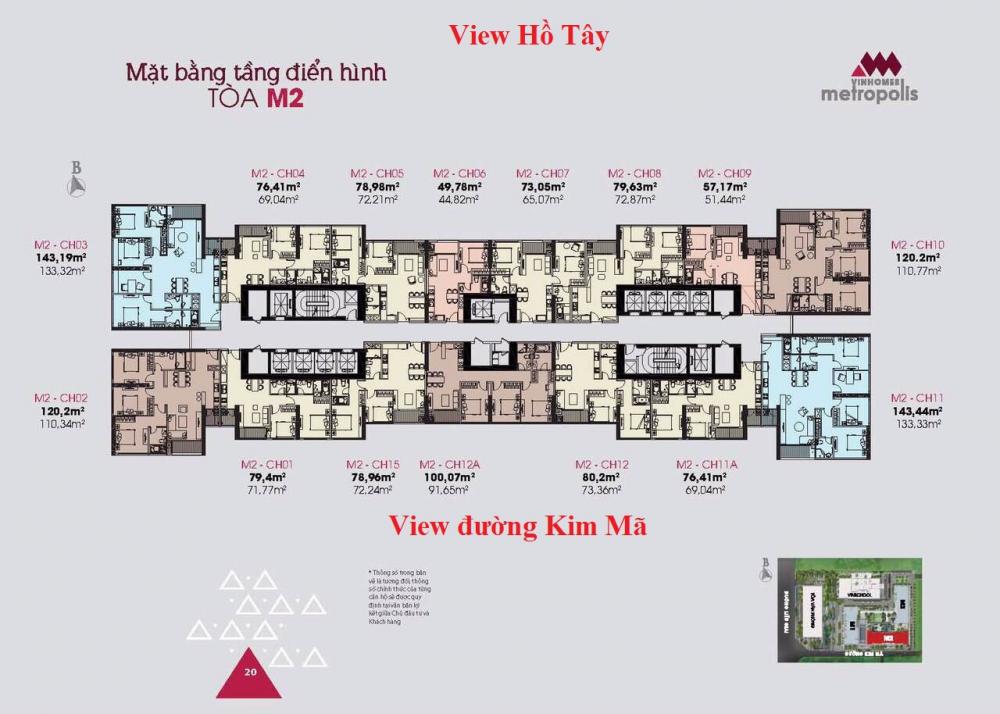 View Hồ Tây
Mặt bằng tầng điển hình
TÒA M2
VINHOMES
metropolis
B
M2 - CH04
76,41m²
69,04m²
M2 - CH05
78,98m²
72,21m²
M2 - CH06
49,78m²
44,82m²
M2 - CH07
73,05m²
65,07m²
M2 - CH08
79,63m²
72,87m²
M2 - CH09
57,17m²
51,44m²
M2 - CH03
143,19m²
133,32m²
M2 - CH10
120.2m²
110,77m²
M2 - CH02
120,2m²
110,34m²
M2 - CH11
143,44m²
133,33m²
M2 - CH01
79,4m²
71,77m²
M2 - CH15
78,96m²
72,24m²
M2 - CH12A
100,07m²
91,65m²
M2 - CH12
80,2m²
73,36m²
M2 - CH11A
76,41m²
69,04m²
View đường Kim Mã
* Thông số trong bản
vẽ là tương đối, thông
số chính thức của từng
căn hộ sẽ được quy
định tại văn bản ký
kết giữa Chủ đầu tư và
Khách hàng
20
B
VINSCHOOL
M3
M1
M2
ĐƯỜNG KIM MÃ